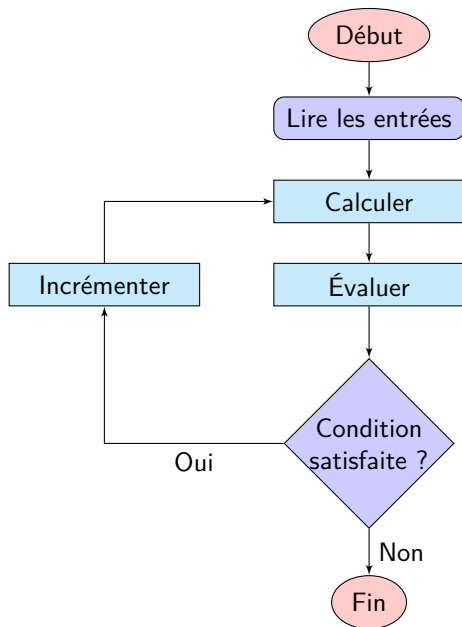 Début
Lire les entrées
Calculer
Incrémenter
Évaluer
Condition
satisfaite ?
Oui
Non
Fin